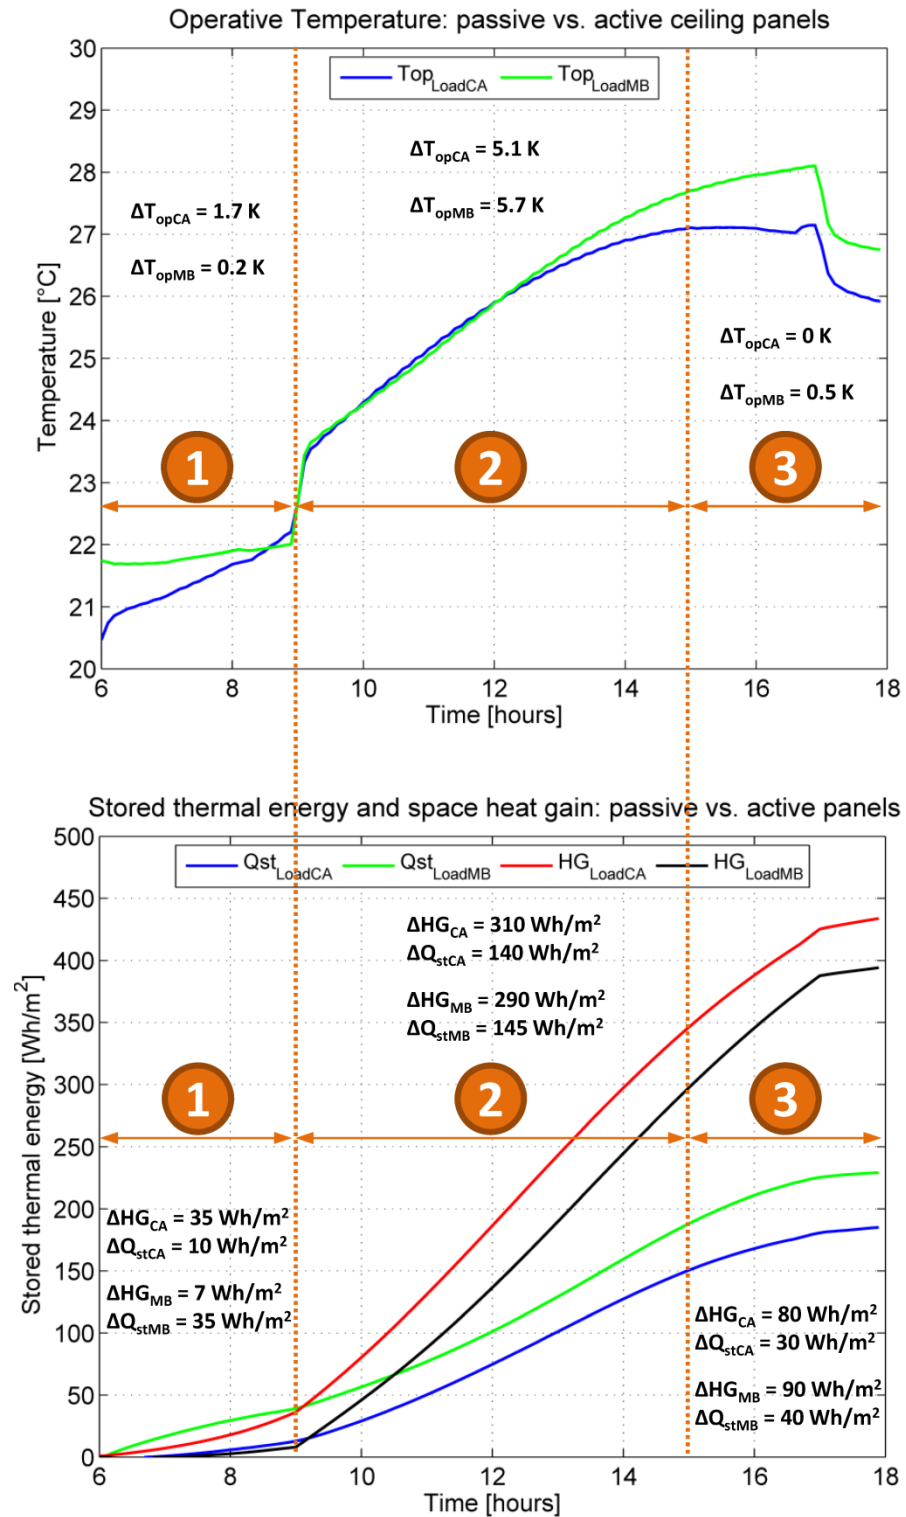 Operative Temperature: passive vs. active ceiling panels
30
29
28
27
26
25
24
23
22
21
20
Temperature [°C]
Top_LoadCA Top_LoadMB
ΔT_opCA = 1.7 K
ΔT_opMB = 0.2 K
ΔT_opCA = 5.1 K
ΔT_opMB = 5.7 K
ΔT_opCA = 0 K
ΔT_opMB = 0.5 K
1 2 3
6 8 10 12 14 16 18
Time [hours]
Stored thermal energy and space heat gain: passive vs. active panels
500
450
400
350
300
250
200
150
100
50
0
Stored thermal energy [Wh/m²]
Qst_LoadCA Qst_LoadMB HG_LoadCA HG_LoadMB
ΔHG_CA = 310 Wh/m²
ΔQ_stCA = 140 Wh/m²
ΔHG_MB = 290 Wh/m²
ΔQ_stMB = 145 Wh/m²
1 2 3
ΔHG_CA = 35 Wh/m²
ΔQ_stCA = 10 Wh/m²
ΔHG_MB = 7 Wh/m²
ΔQ_stMB = 35 Wh/m²
ΔHG_CA = 80 Wh/m²
ΔQ_stCA = 30 Wh/m²
ΔHG_MB = 90 Wh/m²
ΔQ_stMB = 40 Wh/m²
6 8 10 12 14 16 18
Time [hours]